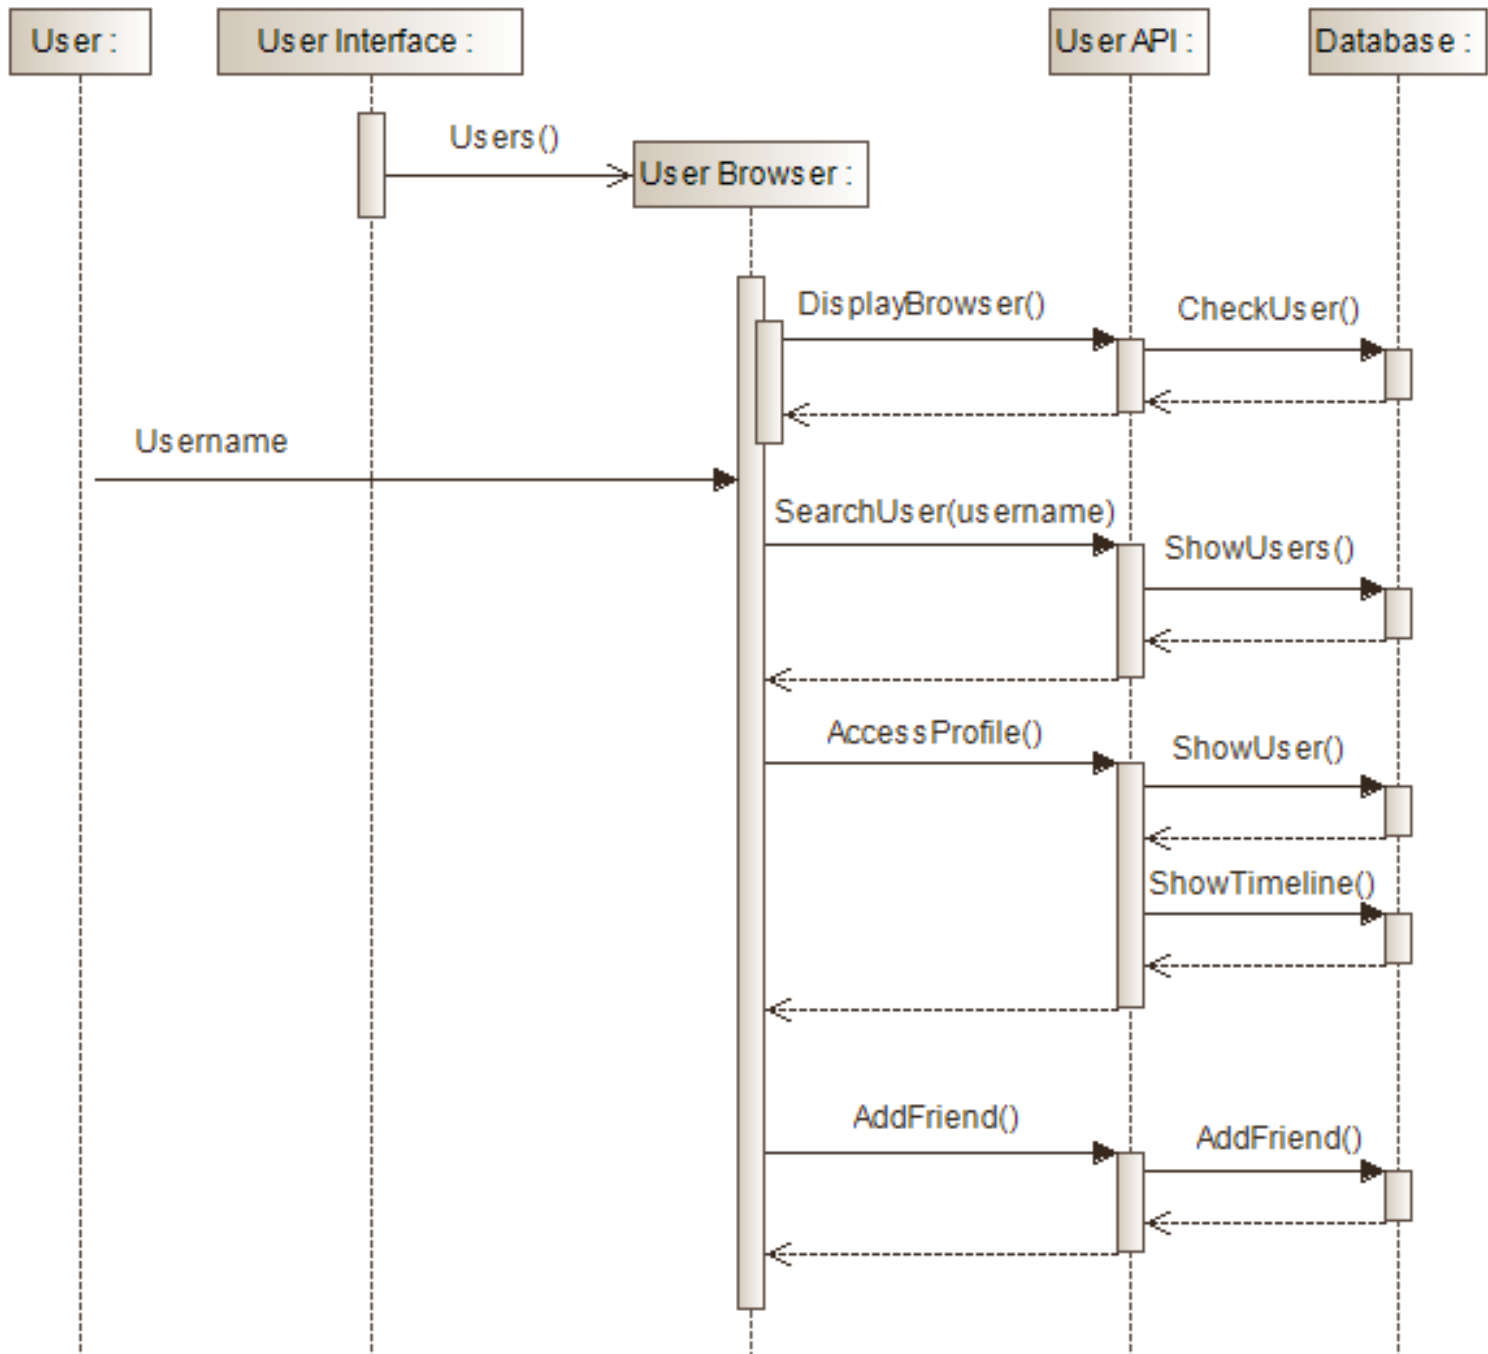 User :
User Interface :
User API :
Database :
Users()
User Browser :
DisplayBrowser()
CheckUser()
Username
SearchUser(username)
ShowUsers()
AccessProfile()
ShowUser()
ShowTimeline()
AddFriend()
AddFriend()